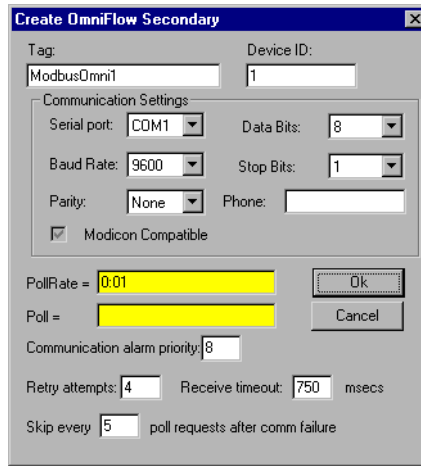 Create OmniFlow Secondary
Tag: Device ID:
ModbusOmni1 1
Communication Settings
Serial port: COM1 Data Bits: 8
Baud Rate: 9600 Stop Bits: 1
Parity: None Phone:
Modicon Compatible
PollRate = 0:01 Ok
Poll = Cancel
Communication alarm priority: 8
Retry attempts: 4 Receive timeout: 750 msecs
Skip every 5 poll requests after comm failure